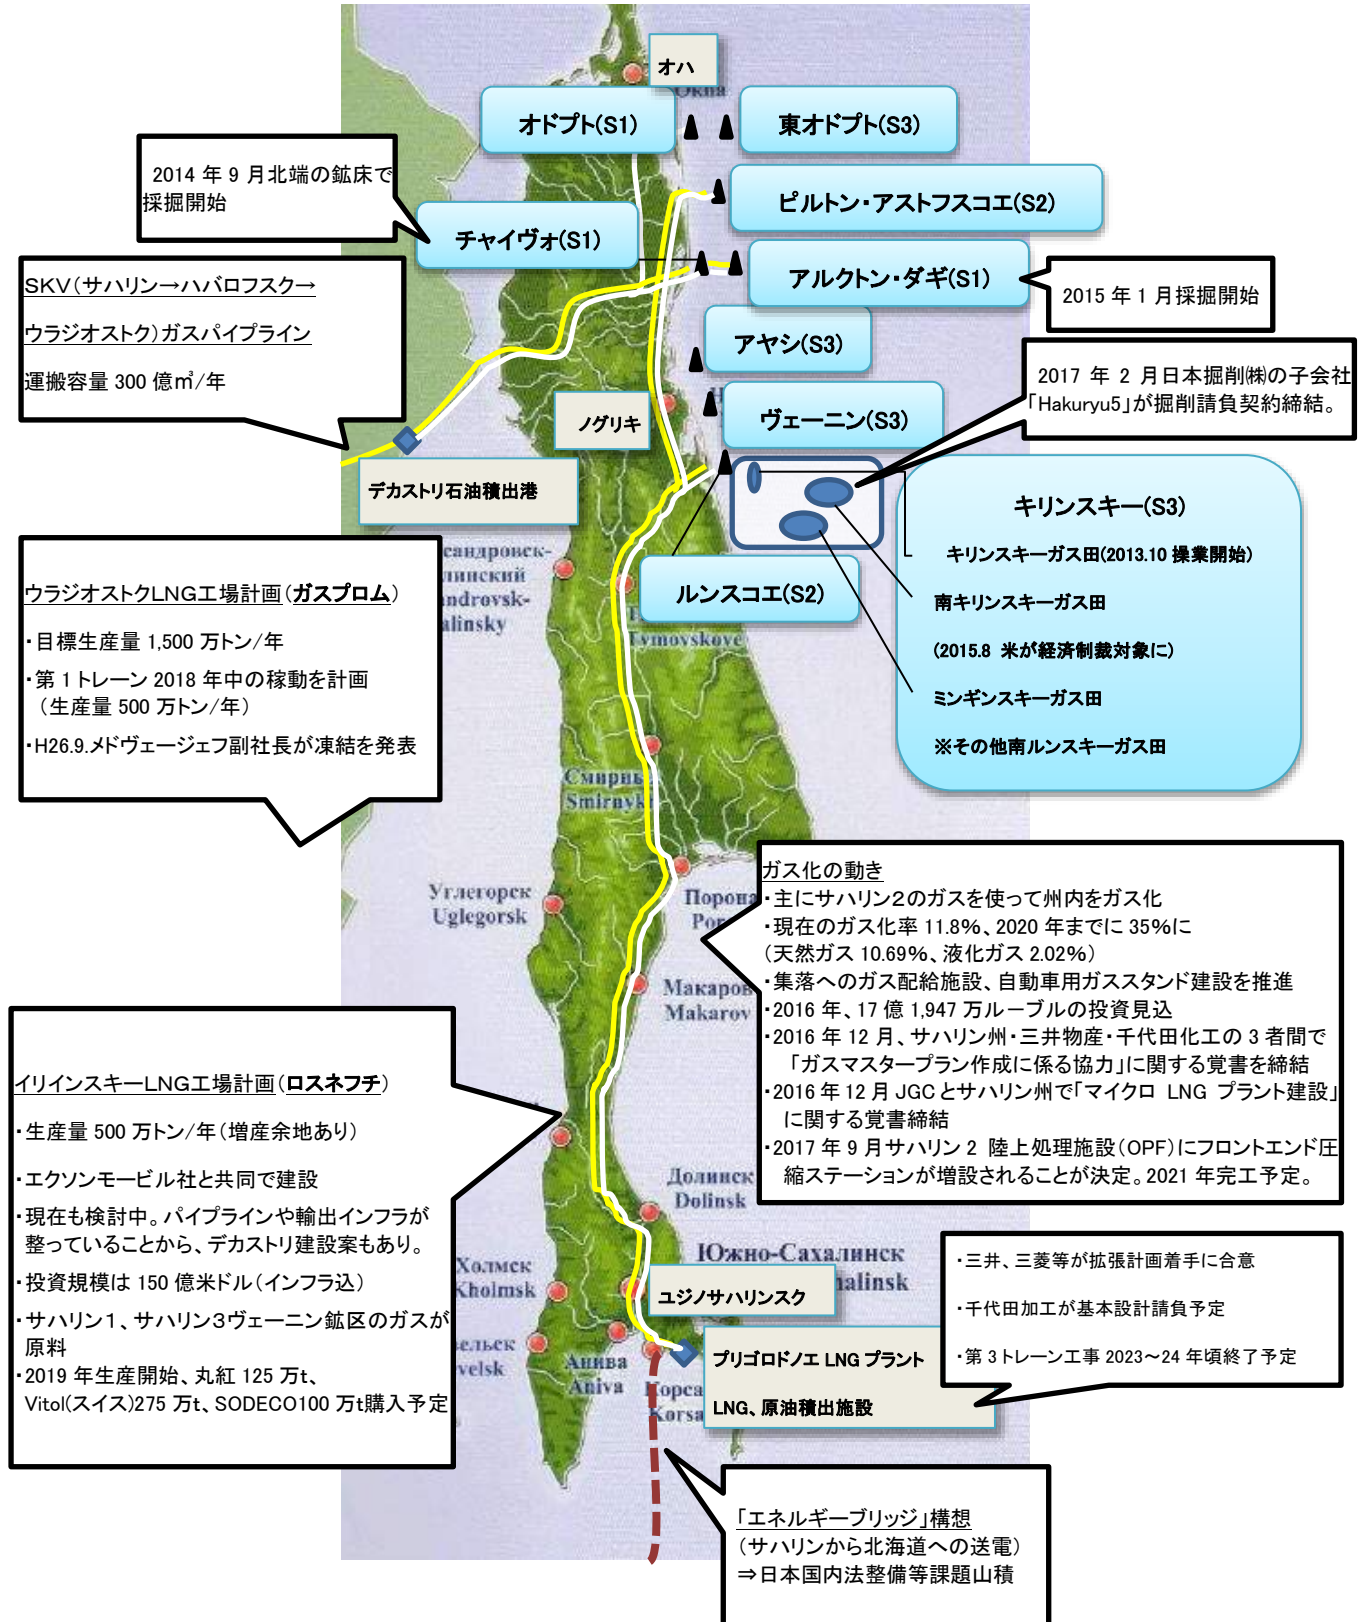 オハ
Okha
オドプト(S1)
東オドプト(S3)
2014 年 9 月北端の鉱床で
採掘開始
ピルトン・アストフスコエ(S2)
チャイヴォ(S1)
アルクトン・ダギ(S1)
2015 年 1 月採掘開始
SKV(サハリン→ハバロフスク→
ウラジオストク)ガスパイプライン
運搬容量 300 億㎥/年
アヤシ(S3)
2017 年 2 月日本掘削㈱の子会社
「Hakuryu5」が掘削請負契約締結。
ノグリキ
ヴェーニン(S3)
デカストリ石油積出港
キリンスキー(S3)
キリンスキーガス田(2013.10 操業開始)
南キリンスキーガス田
(2015.8 米が経済制裁対象に)
ミンギンスキーガス田
※その他南ルンスキーガス田
ルンスコエ(S2)
сандровск-
линский
androvsk-
alinsky
Tymovskoye
ウラジオストクLNG工場計画(ガスプロム)
・目標生産量 1,500 万トン/年
・第 1 トレーン 2018 年中の稼動を計画
(生産量 500 万トン/年)
・H26.9.メドヴェージェフ副社長が凍結を発表
Смирных
Smirnykh
Углегорск
Uglegorsk
Порона
Por
ガス化の動き
・主にサハリン2のガスを使って州内をガス化
・現在のガス化率 11.8%、2020 年までに 35%に
(天然ガス 10.69%、液化ガス 2.02%)
・集落へのガス配給施設、自動車用ガススタンド建設を推進
・2016 年、17 億 1,947 万ルーブルの投資見込
・2016 年 12 月、サハリン州・三井物産・千代田化工の 3 者間で
「ガスマスタープラン作成に係る協力」に関する覚書を締結
・2016 年 12 月 JGC とサハリン州で「マイクロ LNG プラント建設」
に関する覚書締結
・2017 年 9 月サハリン 2 陸上処理施設(OPF)にフロントエンド圧
縮ステーションが増設されることが決定。2021 年完工予定。
Макаров
Makarov
イリインスキーLNG工場計画(ロスネフチ)
・生産量 500 万トン/年(増産余地あり)
・エクソンモービル社と共同で建設
・現在も検討中。パイプラインや輸出インフラが
整っていることから、デカストリ建設案もあり。
・投資規模は 150 億米ドル(インフラ込)
・サハリン1、サハリン3ヴェーニン鉱区のガスが
原料
・2019 年生産開始、丸紅 125 万t、
Vitol(スイス)275 万t、SODECO100 万t購入予定
Долинск
Dolinsk
Южно-Сахалинск
halinsk
ユジノサハリンスク
Холмск
Kholmsk
ельск
velsk
Анива
Aniva
Корса
Korsa
プリゴロドノエ LNG プラント
LNG、原油積出施設
・三井、三菱等が拡張計画着手に合意
・千代田加工が基本設計請負予定
・第 3 トレーン工事 2023～24 年頃終了予定
「エネルギーブリッジ」構想
(サハリンから北海道への送電)
⇒日本国内法整備等課題山積